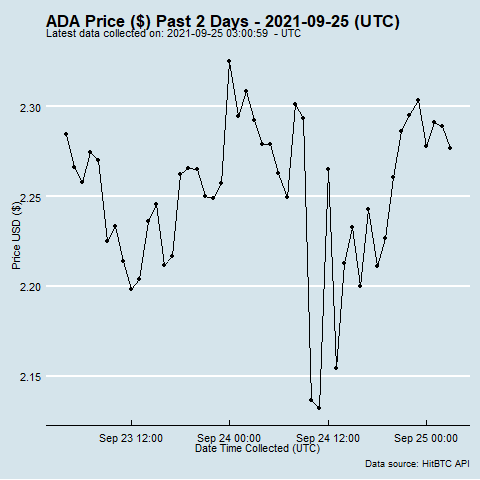 ADA Price ($) Past 2 Days - 2021-09-25 (UTC)
Latest data collected on: 2021-09-25 03:00:59  - UTC
2.30
2.25
2.20
2.15
Price USD ($)
Sep 23 12:00 Sep 24 00:00 Sep 24 12:00 Sep 25 00:00
Date Time Collected (UTC)
Data source: HitBTC API